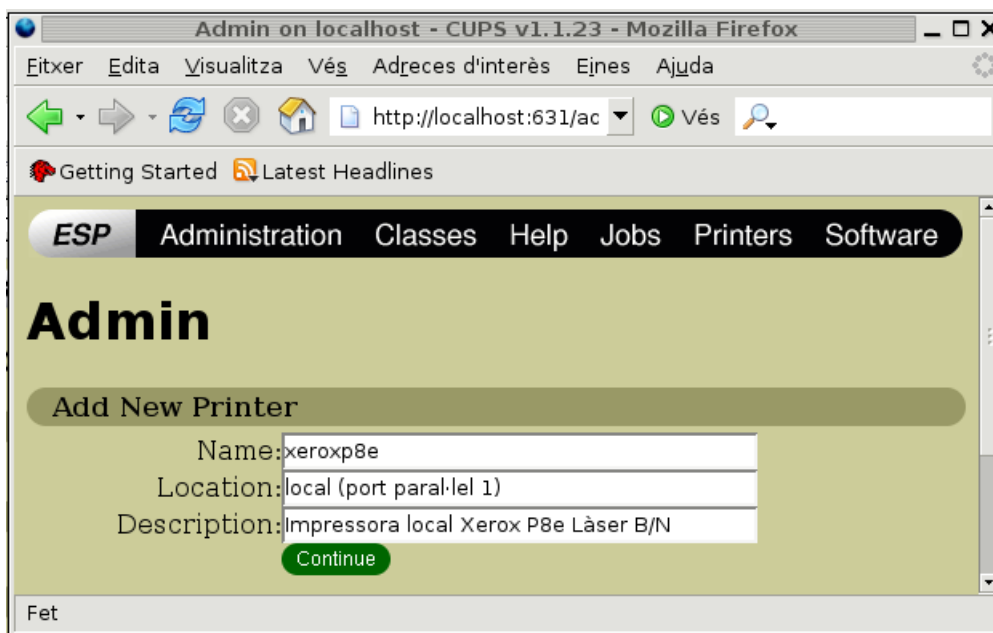 Admin on localhost - CUPS v1.1.23 - Mozilla Firefox
Fitxer Edita Visualitza Vés Adreces d'interès Eines Ajuda
http://localhost:631/ac Vés
Getting Started Latest Headlines
ESP Administration Classes Help Jobs Printers Software
Admin
Add New Printer
Name: xeroxp8e
Location: local (port paral·lel 1)
Description: Impressora local Xerox P8e Làser B/N
Continue
Fet